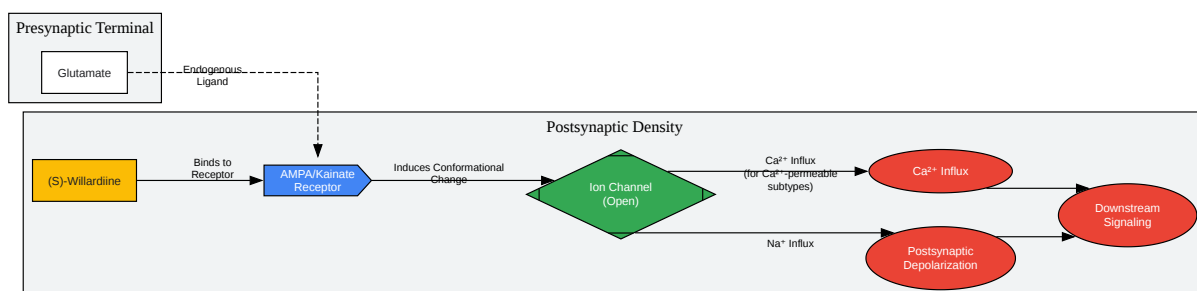 Presynaptic Terminal
Glutamate
Endogenous
Ligand
Postsynaptic Density
(S)-Willardiine
Binds to
Receptor
AMPA/Kainate
Receptor
Induces Conformational
Change
Ion Channel
(Open)
Ca²⁺ Influx
(for Ca²⁺-permeable
subtypes)
Na⁺ Influx
Ca²⁺ Influx
Postsynaptic
Depolarization
Downstream
Signaling